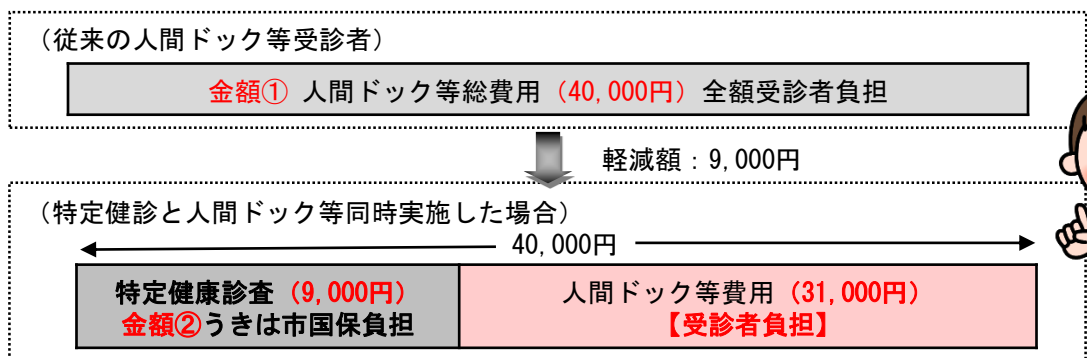 （従来の人間ドック等受診者）
金額① 人間ドック等総費用（40,000円）全額受診者負担
軽減額：9,000円
（特定健診と人間ドック等同時実施した場合）
40,000円
特定健康診査（9,000円）
金額②うきは市国保負担
人間ドック等費用（31,000円）
【受診者負担】